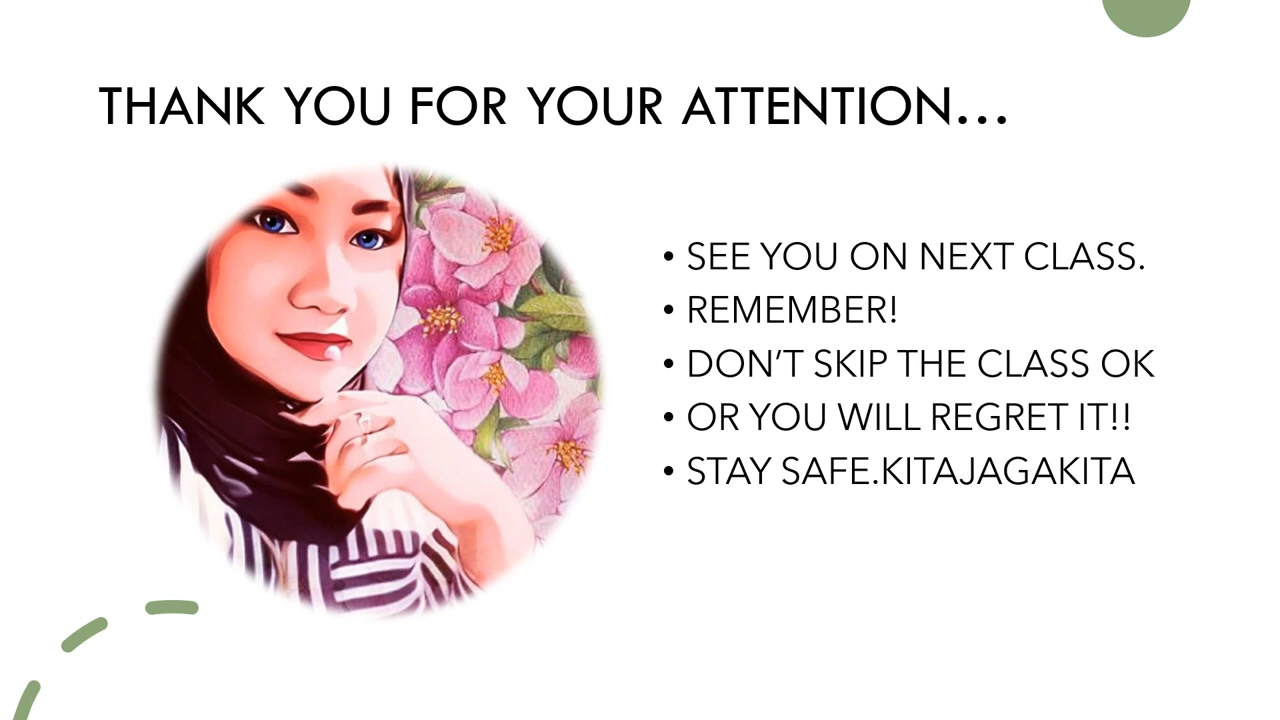 THANK YOU FOR YOUR ATTENTION…
• SEE YOU ON NEXT CLASS.
• REMEMBER!
• DON’T SKIP THE CLASS OK
• OR YOU WILL REGRET IT!!
• STAY SAFE.KITAJAGAKITA